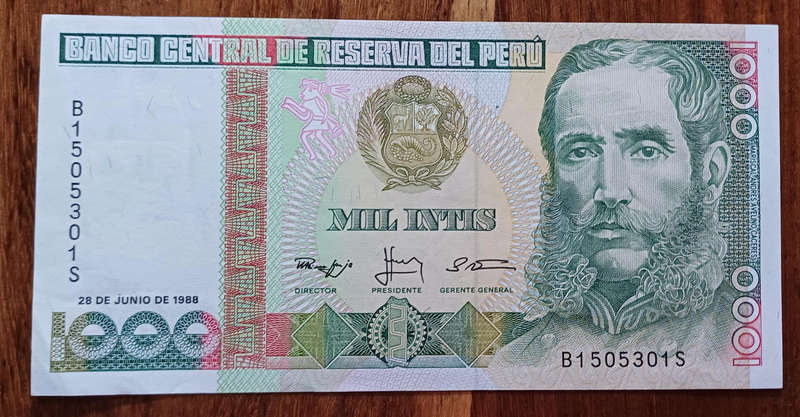 BANCO CENTRAL DE RESERVA DEL PERÚ
B1505301S
MIL INTIS
DIRECTOR
PRESIDENTE
GERENTE GENERAL
28 DE JUNIO DE 1988
1000
1000
1000
B1505301S